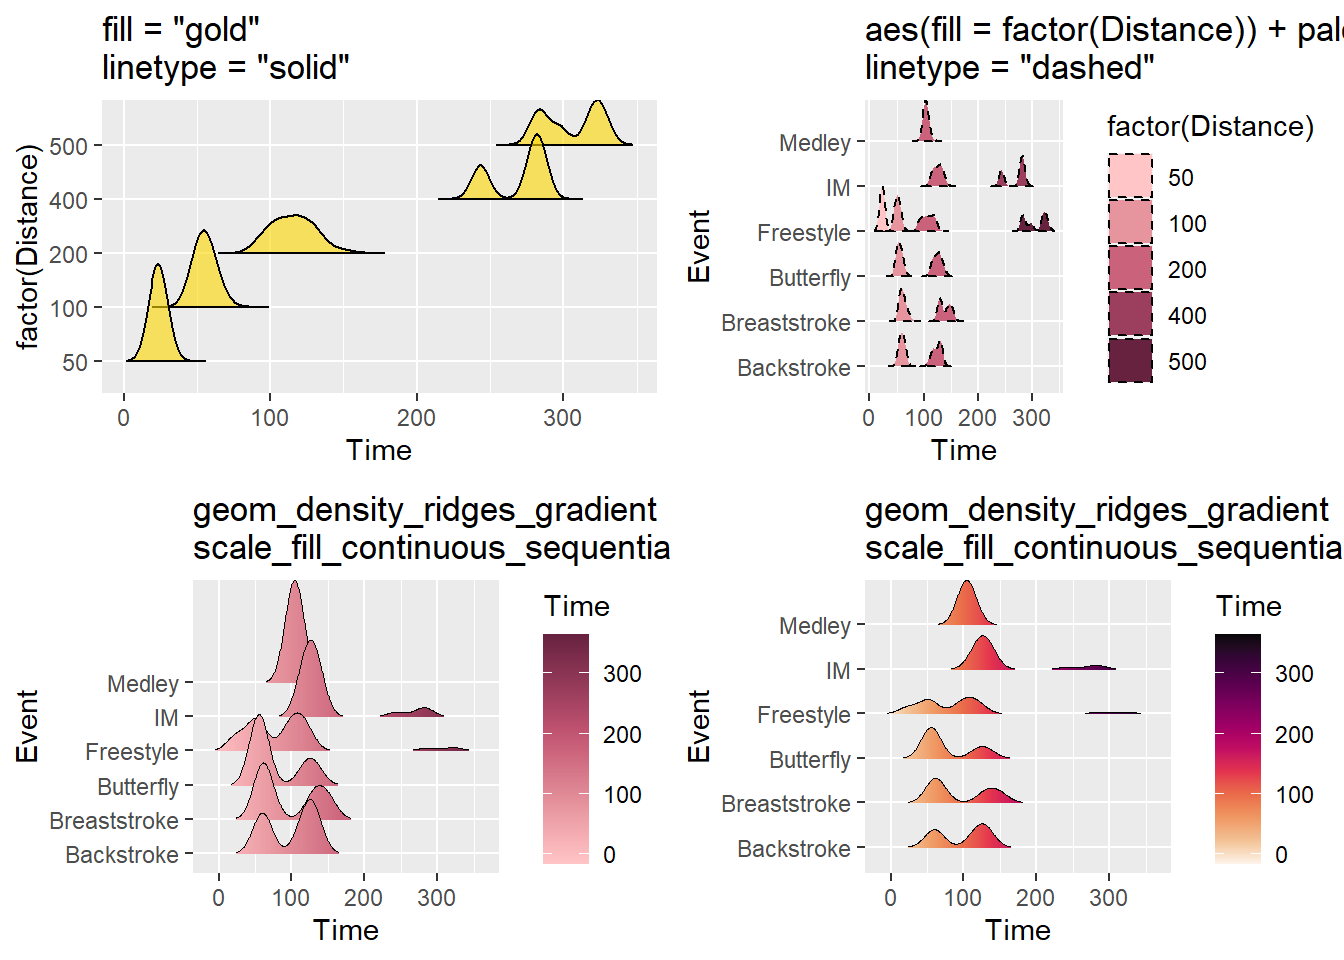 fill = "gold"
linetype = "solid"
factor(Distance)
500
400
200
100
50
0
100
200
300
Time
aes(fill = factor(Distance)) +
linetype = "dashed"
Event
Medley
IM
Freestyle
Butterfly
Breaststroke
Backstroke
0
100
200
300
Time
factor(Distance)
50
100
200
400
500
geom_density_ridges_gradient
scale_fill_continuous_sequentia
Event
Medley
IM
Freestyle
Butterfly
Breaststroke
Backstroke
0
100
200
300
Time
Time
300
200
100
0
geom_density_ridges_gradient
scale_fill_continuous_sequentia
Event
Medley
IM
Freestyle
Butterfly
Breaststroke
Backstroke
0
100
200
300
Time
Time
300
200
100
0